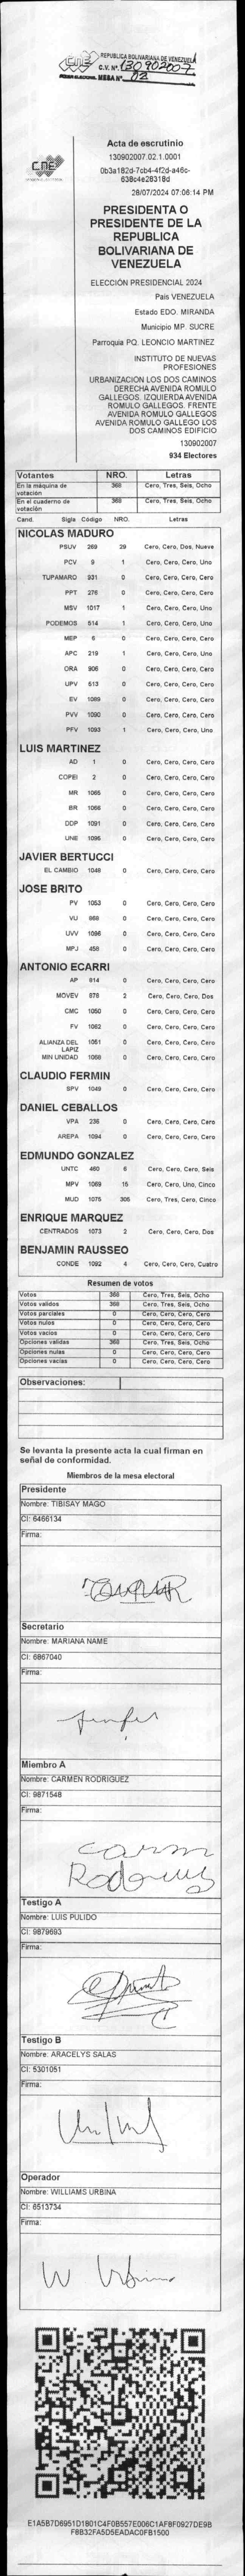 CNE
REPUBLICA BOLIVARIANA DE VENEZUELA
C.V. Nº. 130902007
PODER ELECTORAL MESA Nº. 02
CNE
Acta de escrutinio
130902007.02.1.0001
0b3a182d-7cb4-4f2d-a46c-
638c4e28318d
28/07/2024 07:06:14 PM
PRESIDENTA O
PRESIDENTE DE LA
REPUBLICA
BOLIVARIANA DE
VENEZUELA
ELECCIÓN PRESIDENCIAL 2024
País VENEZUELA
Estado EDO. MIRANDA
Municipio MP. SUCRE
Parroquia PQ. LEONCIO MARTINEZ
INSTITUTO DE NUEVAS
PROFESIONES
URBANIZACIÓN LOS DOS CAMINOS
DERECHA AVENIDA ROMULO
GALLEGOS. IZQUIERDA AVENIDA
ROMULO GALLEGOS. FRENTE
AVENIDA ROMULO GALLEGOS
AVENIDA ROMULO GALLEGO LOS
DOS CAMINOS EDIFICIO
130902007
934 Electores
Votantes NRO. Letras
En la máquina de votación 368 Cero, Tres, Seis, Ocho
En el cuaderno de votación 368 Cero, Tres, Seis, Ocho
Cand. Sigla Código NRO. Letras
NICOLAS MADURO
PSUV 269 29 Cero, Cero, Dos, Nueve
PCV 9 1 Cero, Cero, Cero, Uno
TUPAMARO 931 0 Cero, Cero, Cero, Cero
PPT 276 0 Cero, Cero, Cero, Cero
MSV 1017 1 Cero, Cero, Cero, Uno
PODEMOS 514 1 Cero, Cero, Cero, Uno
MEP 6 0 Cero, Cero, Cero, Cero
APC 219 1 Cero, Cero, Cero, Uno
ORA 906 0 Cero, Cero, Cero, Cero
UPV 513 0 Cero, Cero, Cero, Cero
EV 1089 0 Cero, Cero, Cero, Cero
PVV 1090 0 Cero, Cero, Cero, Cero
PFV 1093 1 Cero, Cero, Cero, Uno
LUIS MARTINEZ
AD 1 0 Cero, Cero, Cero, Cero
COPEI 2 0 Cero, Cero, Cero, Cero
MR 1065 0 Cero, Cero, Cero, Cero
BR 1066 0 Cero, Cero, Cero, Cero
DDP 1091 0 Cero, Cero, Cero, Cero
UNE 1095 0 Cero, Cero, Cero, Cero
JAVIER BERTUCCI
EL CAMBIO 1048 0 Cero, Cero, Cero, Cero
JOSE BRITO
PV 1053 0 Cero, Cero, Cero, Cero
VU 868 0 Cero, Cero, Cero, Cero
UVV 1096 0 Cero, Cero, Cero, Cero
MPJ 458 0 Cero, Cero, Cero, Cero
ANTONIO ECARRI
AP 914 0 Cero, Cero, Cero, Cero
MOVEV 878 2 Cero, Cero, Cero, Dos
CMC 1050 0 Cero, Cero, Cero, Cero
FV 1062 0 Cero, Cero, Cero, Cero
ALIANZA DEL LAPIZ 1051 0 Cero, Cero, Cero, Cero
MIN UNIDAD 1068 0 Cero, Cero, Cero, Cero
CLAUDIO FERMIN
SPV 1049 0 Cero, Cero, Cero, Cero
DANIEL CEBALLOS
VPA 236 0 Cero, Cero, Cero, Cero
AREPA 1094 0 Cero, Cero, Cero, Cero
EDMUNDO GONZALEZ
UNTC 460 6 Cero, Cero, Cero, Seis
MPV 1069 15 Cero, Cero, Uno, Cinco
MUD 1075 305 Cero, Tres, Cero, Cinco
ENRIQUE MARQUEZ
CENTRADOS 1073 2 Cero, Cero, Cero, Dos
BENJAMIN RAUSSEO
CONDE 1092 4 Cero, Cero, Cero, Cuatro
Resumen de votos
Votos 368 Cero, Tres, Seis, Ocho
Votos validos 368 Cero, Tres, Seis, Ocho
Votos parciales 0 Cero, Cero, Cero, Cero
Votos nulos 0 Cero, Cero, Cero, Cero
Votos vacios 0 Cero, Cero, Cero, Cero
Opciones validas 368 Cero, Tres, Seis, Ocho
Opciones nulas 0 Cero, Cero, Cero, Cero
Opciones vacias 0 Cero, Cero, Cero, Cero
Observaciones:
Se levanta la presente acta la cual firman en
señal de conformidad.
Miembros de la mesa electoral
Presidente
Nombre: TIBISAY MAGO
CI: 6466134
Firma:
Secretario
Nombre: MARIANA NAME
CI: 6867040
Firma:
Miembro A
Nombre: CARMEN RODRIGUEZ
CI: 9871548
Firma:
Carm
Rodrigues
Testigo A
Nombre: LUIS PULIDO
CI: 9879693
Firma:
Testigo B
Nombre: ARACELYS SALAS
CI: 5301051
Firma:
Operador
Nombre: WILLIAMS URBINA
CI: 6513734
Firma:
W Urbina
E1A5B7D6951D1801C4F0B557E006C1AF8F0927DE9B
F8B32FA5D5EADAC0FB1500